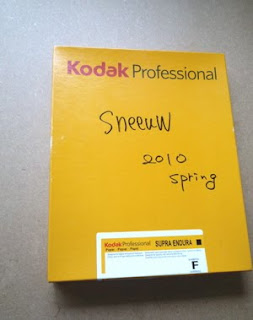 Kodak Professional
Sneeuw
2010
spring
Kodak Professional SUPRA ENDURA
F